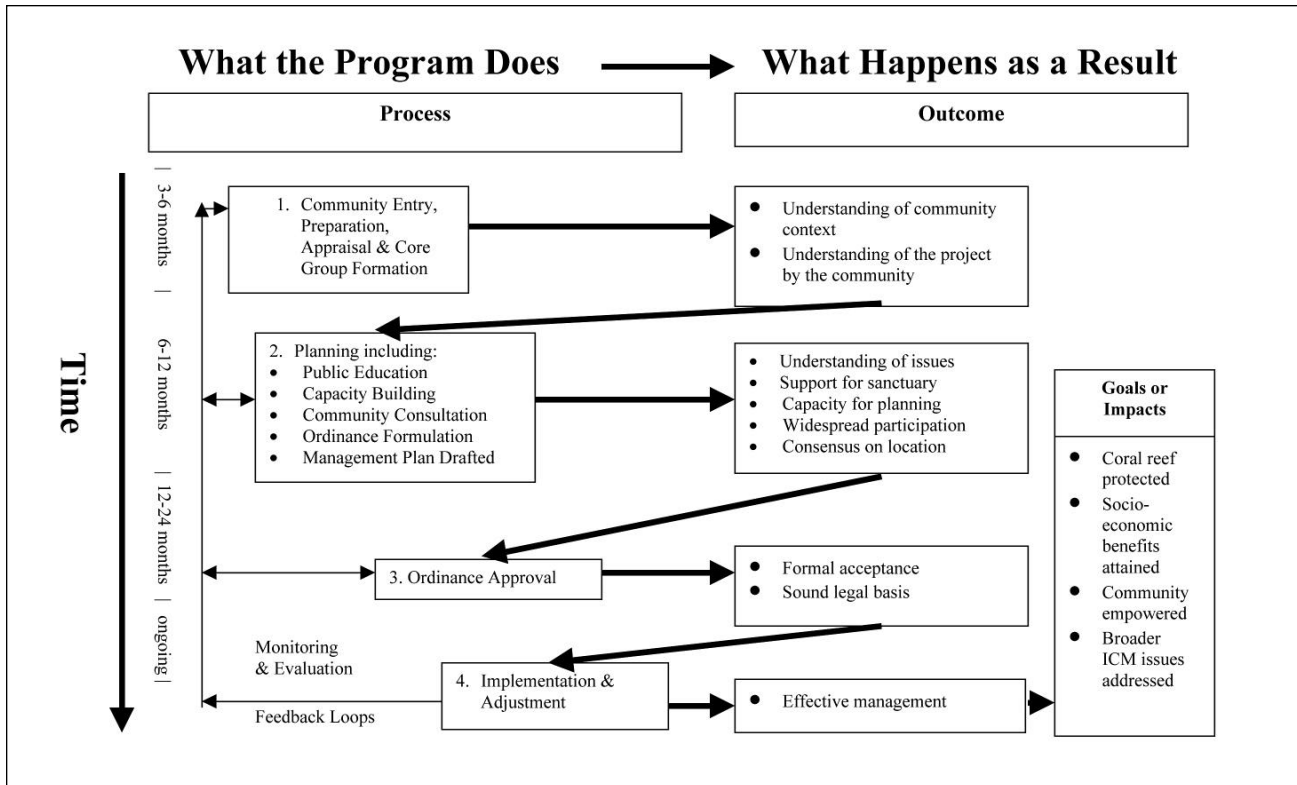 What the Program Does
What Happens as a Result
Process
Outcome
Time
| 3-6 months |
6-12 months
| 12-24 months
| ongoing |
1. Community Entry,
Preparation,
Appraisal & Core
Group Formation
● Understanding of community
context
● Understanding of the project
by the community
2. Planning including:
• Public Education
• Capacity Building
• Community Consultation
• Ordinance Formulation
• Management Plan Drafted
• Understanding of issues
• Support for sanctuary
• Capacity for planning
• Widespread participation
• Consensus on location
3. Ordinance Approval
● Formal acceptance
● Sound legal basis
Monitoring
& Evaluation
Feedback Loops
4. Implementation &
Adjustment
● Effective management
Goals or
Impacts
● Coral reef
protected
● Socio-
economic
benefits
attained
● Community
empowered
● Broader
ICM issues
addressed